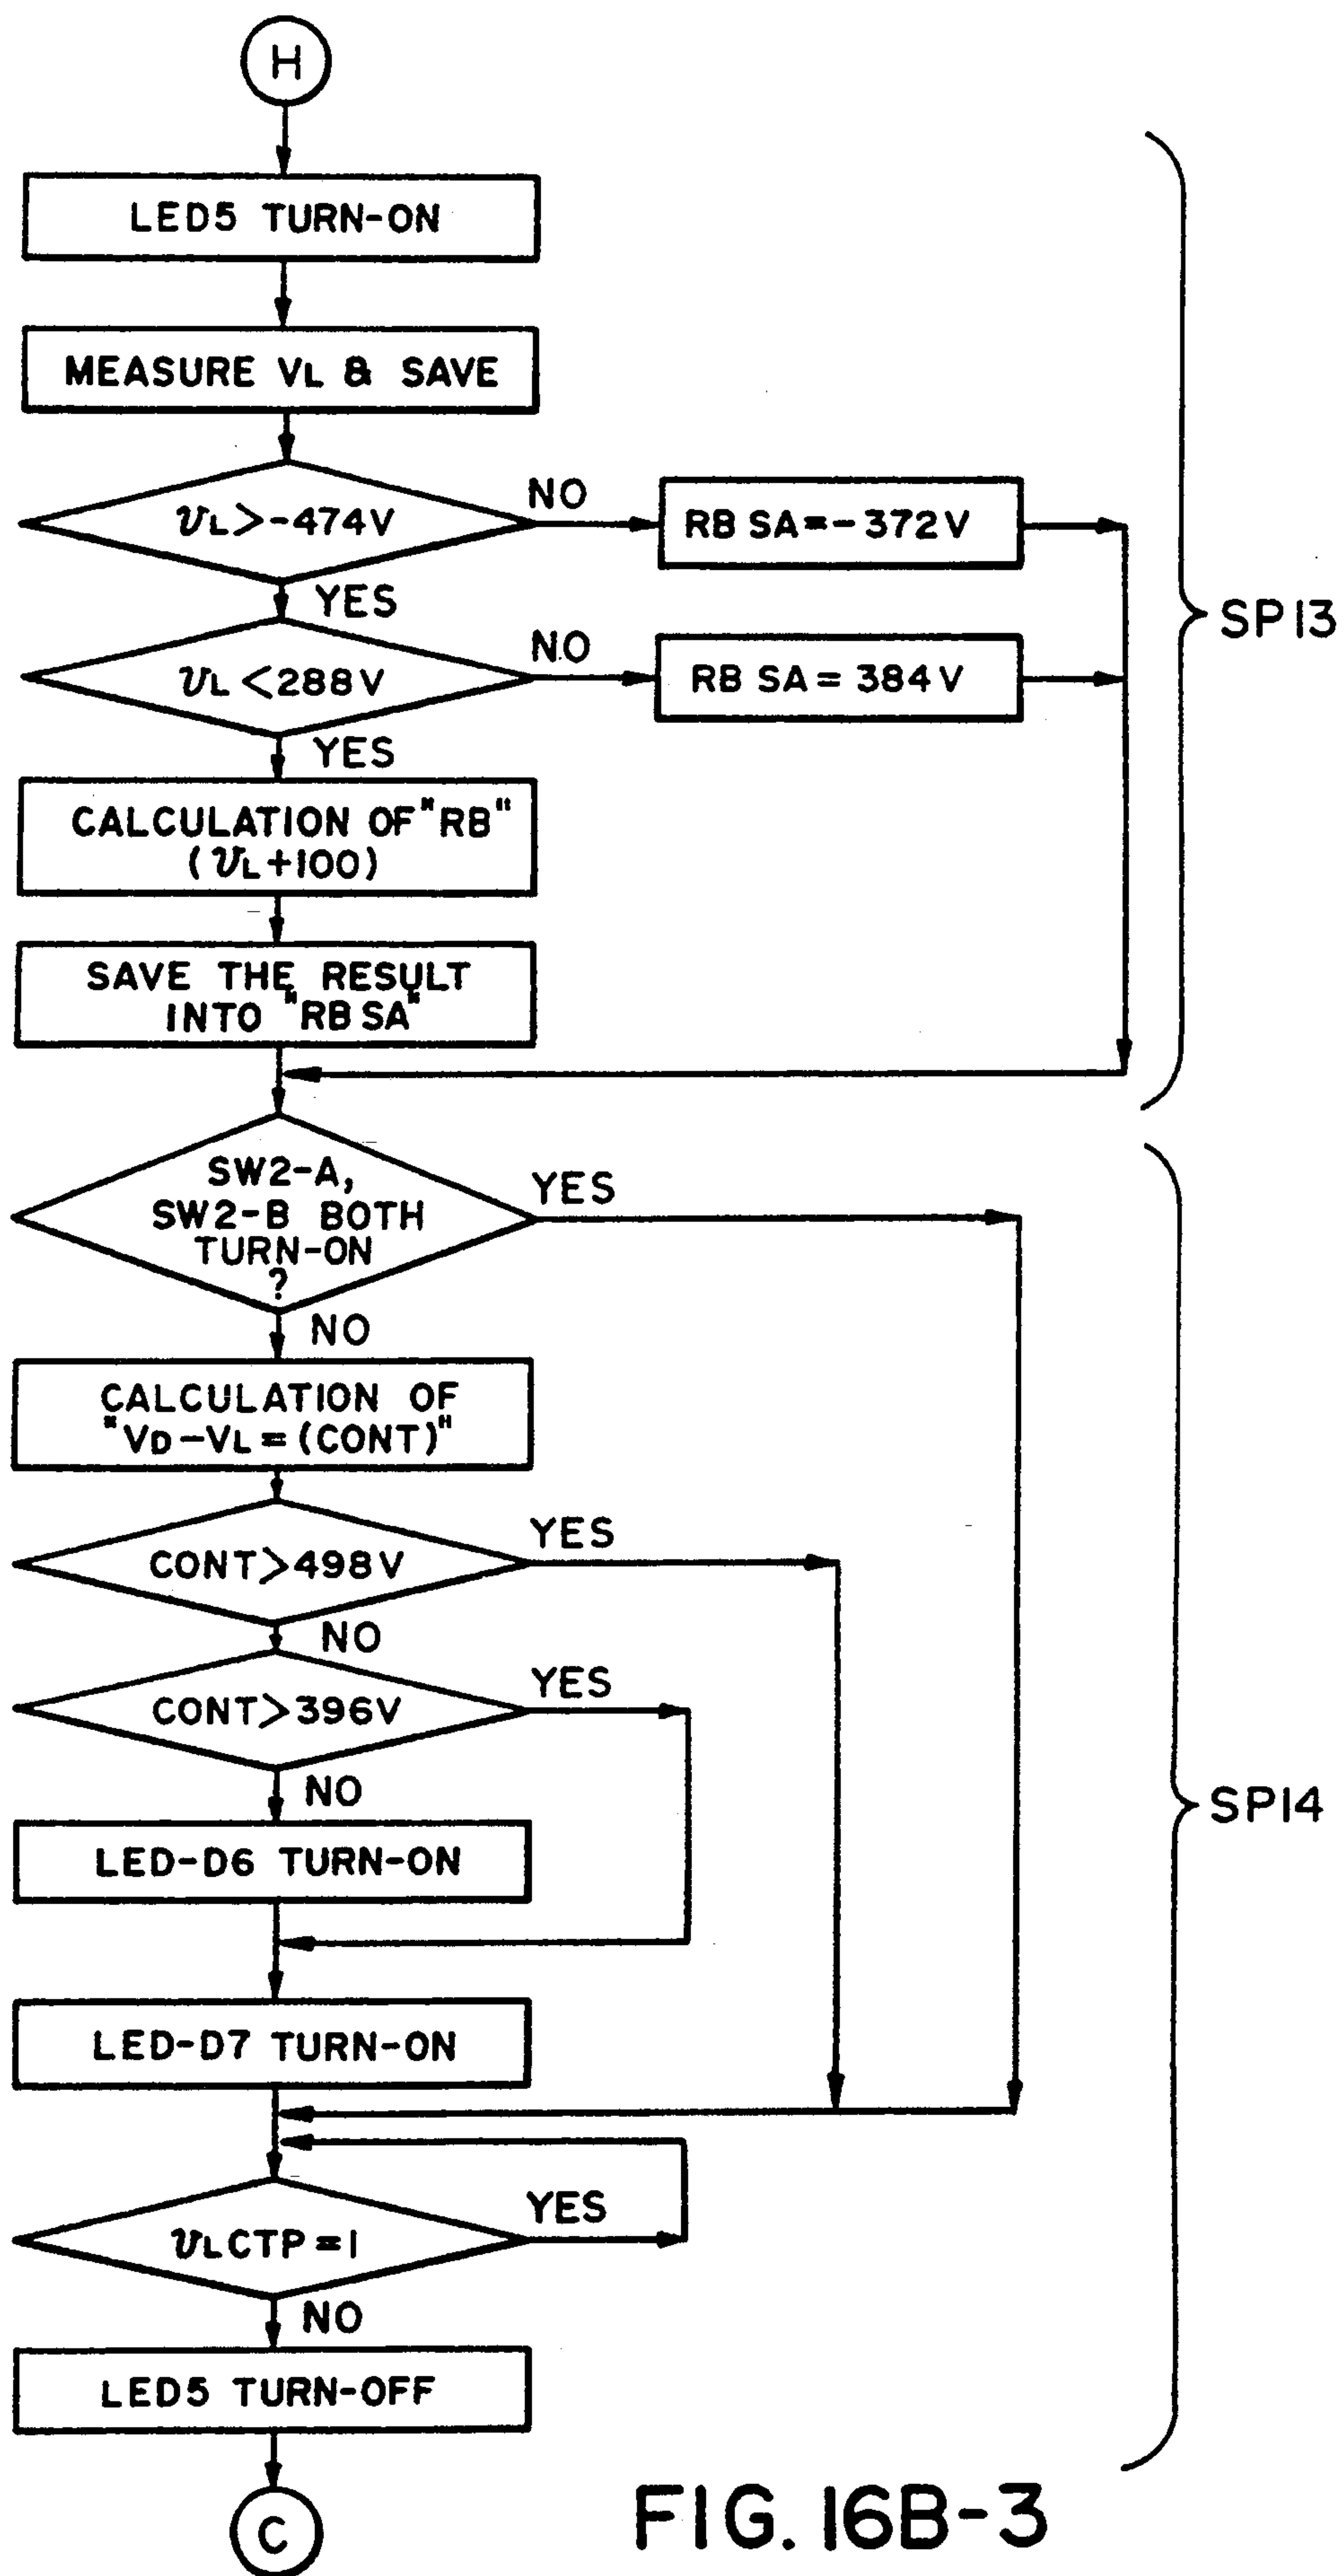 H
LED5 TURN-ON
MEASURE VL & SAVE
VL>-474V
NO
RB SA=-372V
YES
SP13
VL<288V
NO
RB SA=384V
YES
CALCULATION OF "RB"
(VL+100)
SAVE THE RESULT
INTO "RB SA"
SW2-A,
SW2-B BOTH
TURN-ON
?
YES
NO
CALCULATION OF
"VD-VL=(CONT)"
CONT>498V
YES
NO
CONT>396V
YES
NO
SP14
LED-D6 TURN-ON
LED-D7 TURN-ON
VLCTP=1
YES
NO
LED5 TURN-OFF
C
FIG. 16B-3